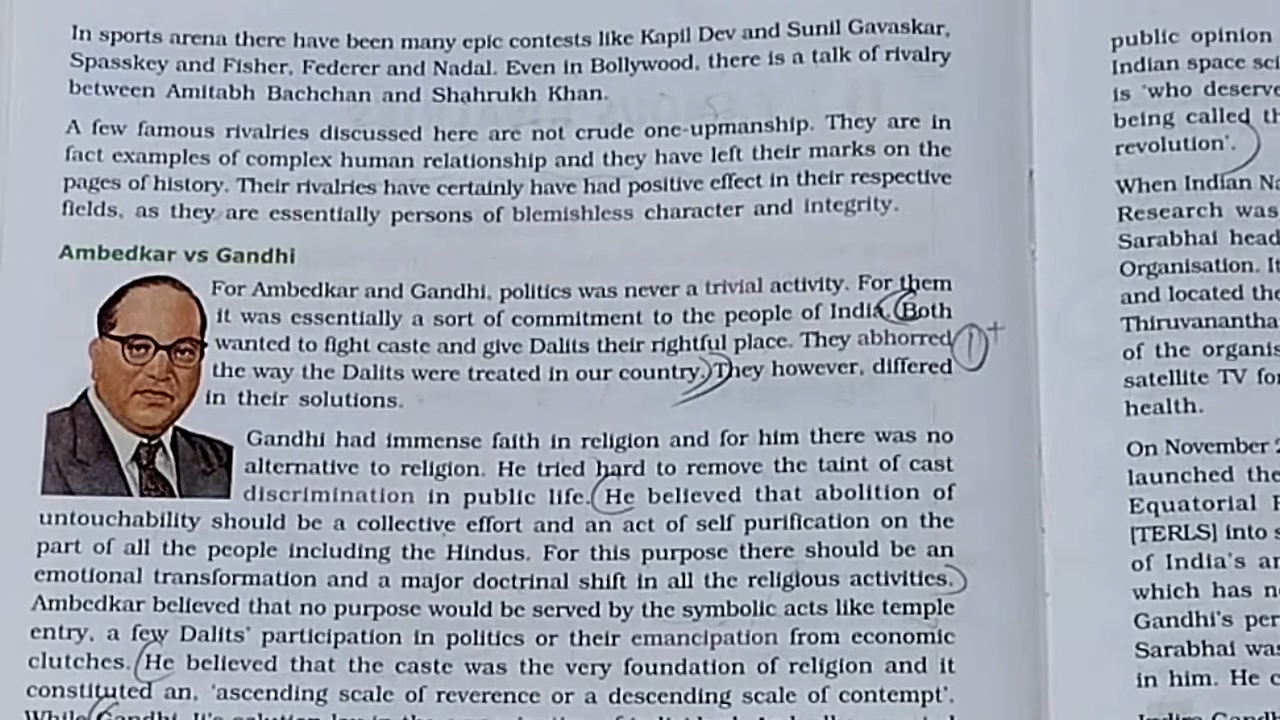 In sports arena there have been many epic contests like Kapil Dev and Sunil Gavaskar,
Spasskey and Fisher, Federer and Nadal. Even in Bollywood, there is a talk of rivalry
between Amitabh Bachchan and Shahrukh Khan.
A few famous rivalries discussed here are not crude one-upmanship. They are in
fact examples of complex human relationship and they have left their marks on the
pages of history. Their rivalries have certainly have had positive effect in their respective
fields, as they are essentially persons of blemishless character and integrity.
Ambedkar vs Gandhi
For Ambedkar and Gandhi, politics was never a trivial activity. For them
it was essentially a sort of commitment to the people of India. Both
wanted to fight caste and give Dalits their rightful place. They abhorred
the way the Dalits were treated in our country. They however, differed
in their solutions.
Gandhi had immense faith in religion and for him there was no
alternative to religion. He tried hard to remove the taint of cast
discrimination in public life. He believed that abolition of
untouchability should be a collective effort and an act of self purification on the
part of all the people including the Hindus. For this purpose there should be an
emotional transformation and a major doctrinal shift in all the religious activities.
Ambedkar believed that no purpose would be served by the symbolic acts like temple
entry, a few Dalits' participation in politics or their emancipation from economic
clutches. He believed that the caste was the very foundation of religion and it
constituted an, 'ascending scale of reverence or a descending scale of contempt'.
While Gandhi
public opinion
Indian space sci
is 'who deserve
being called th
revolution'.
When Indian Na
Research was
Sarabhai head
Organisation. It
and located the
Thiruvanantha
of the organis
satellite TV fo
health.
On November 2
launched the
Equatorial
[TERLS] into s
of India's
which has n
Gandhi's per
Sarabhai was
in him. He c